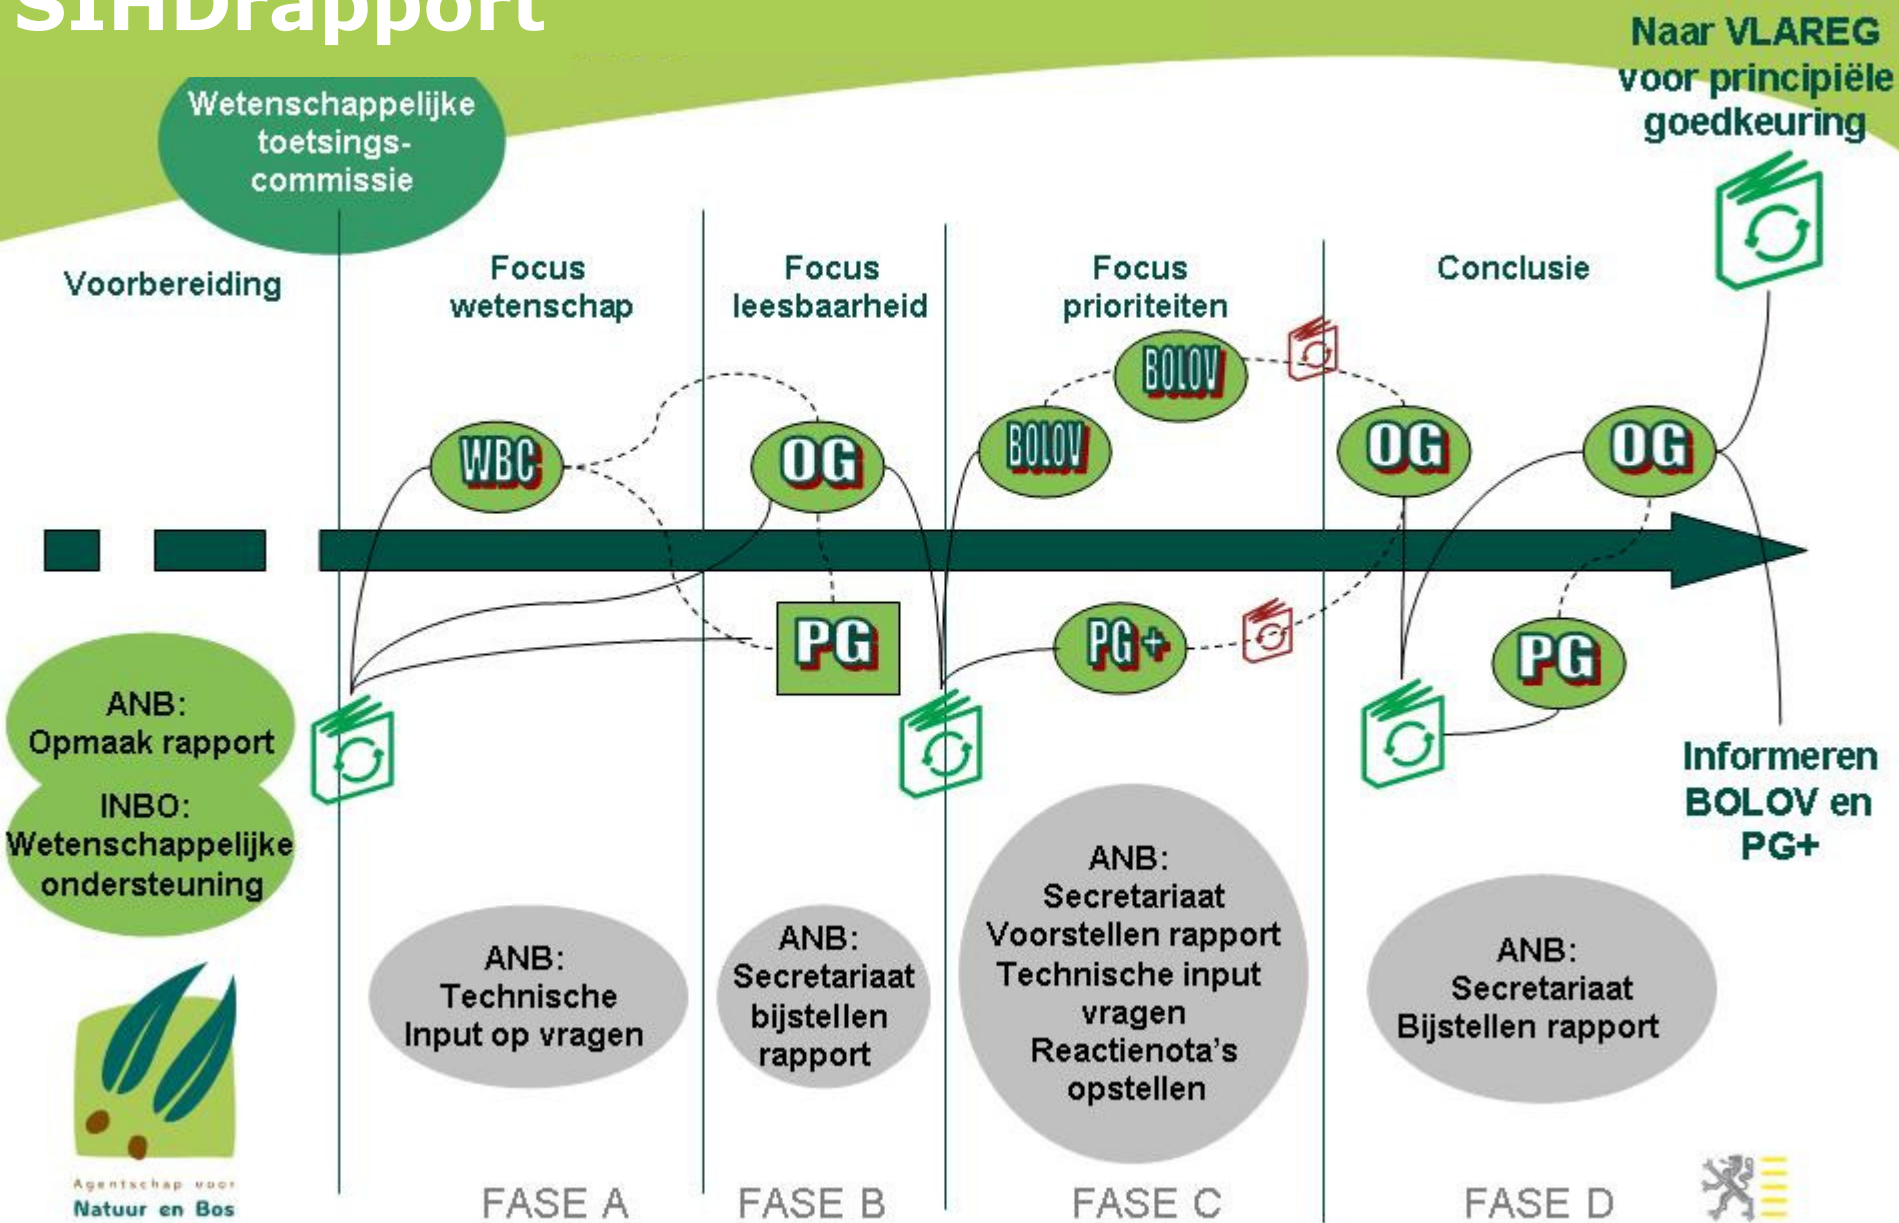 SIHDrapport
Naar VLAREG
voor principiële
goedkeuring
Wetenschappelijke
toetsings-
commissie
Voorbereiding
Focus
wetenschap
Focus
leesbaarheid
Focus
prioriteiten
Conclusie
BOLOV
WBC
OG
BOLOV
OG
OG
PG
PG+
PG
ANB:
Opmaak rapport
INBO:
Wetenschappelijke
ondersteuning
Informeren
BOLOV en
PG+
ANB:
Technische
Input op vragen
ANB:
Secretariaat
bijstellen
rapport
ANB:
Secretariaat
Voorstellen rapport
Technische input
vragen
Reactienota's
opstellen
ANB:
Secretariaat
Bijstellen rapport
Agentschap voor
Natuur en Bos
FASE A
FASE B
FASE C
FASE D